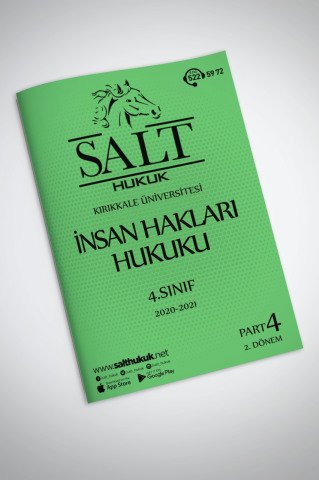 522 59 72
SALT
HUKUK
KIRIKKALE ÜNİVERSİTESİ
İNSAN HAKLARI
HUKUKU
4.SINIF
2020-2021
PART 4
2. DÖNEM
www.salthukuk.net
App Store
Google Play